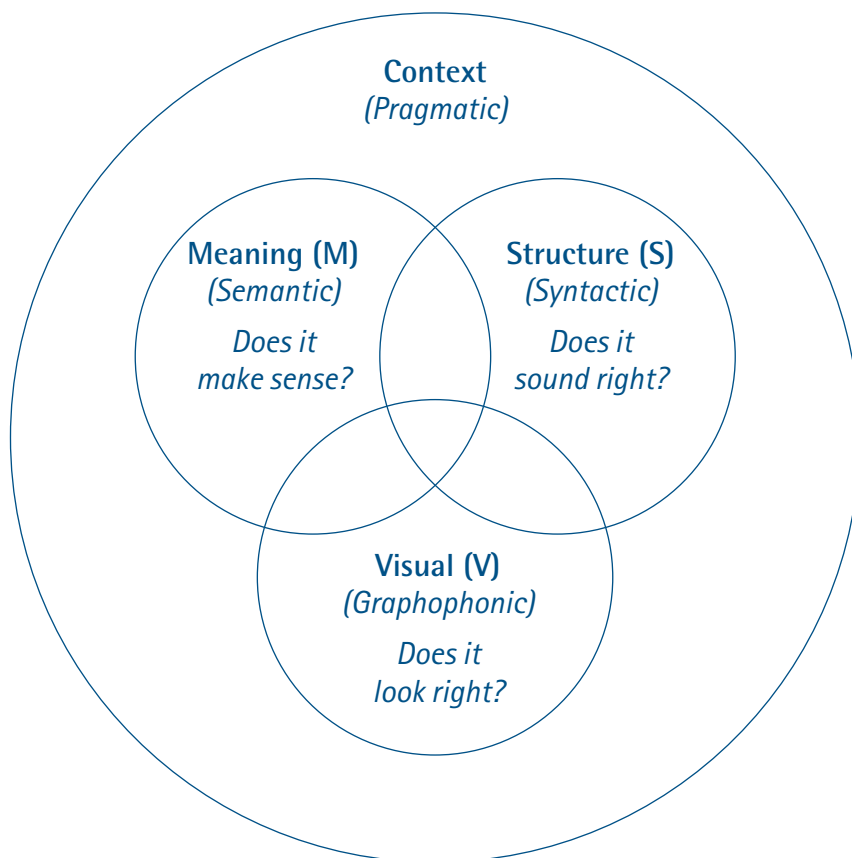 Context
(Pragmatic)
Meaning (M)
(Semantic)
Does it
make sense?
Structure (S)
(Syntactic)
Does it
sound right?
Visual (V)
(Graphophonic)
Does it
look right?